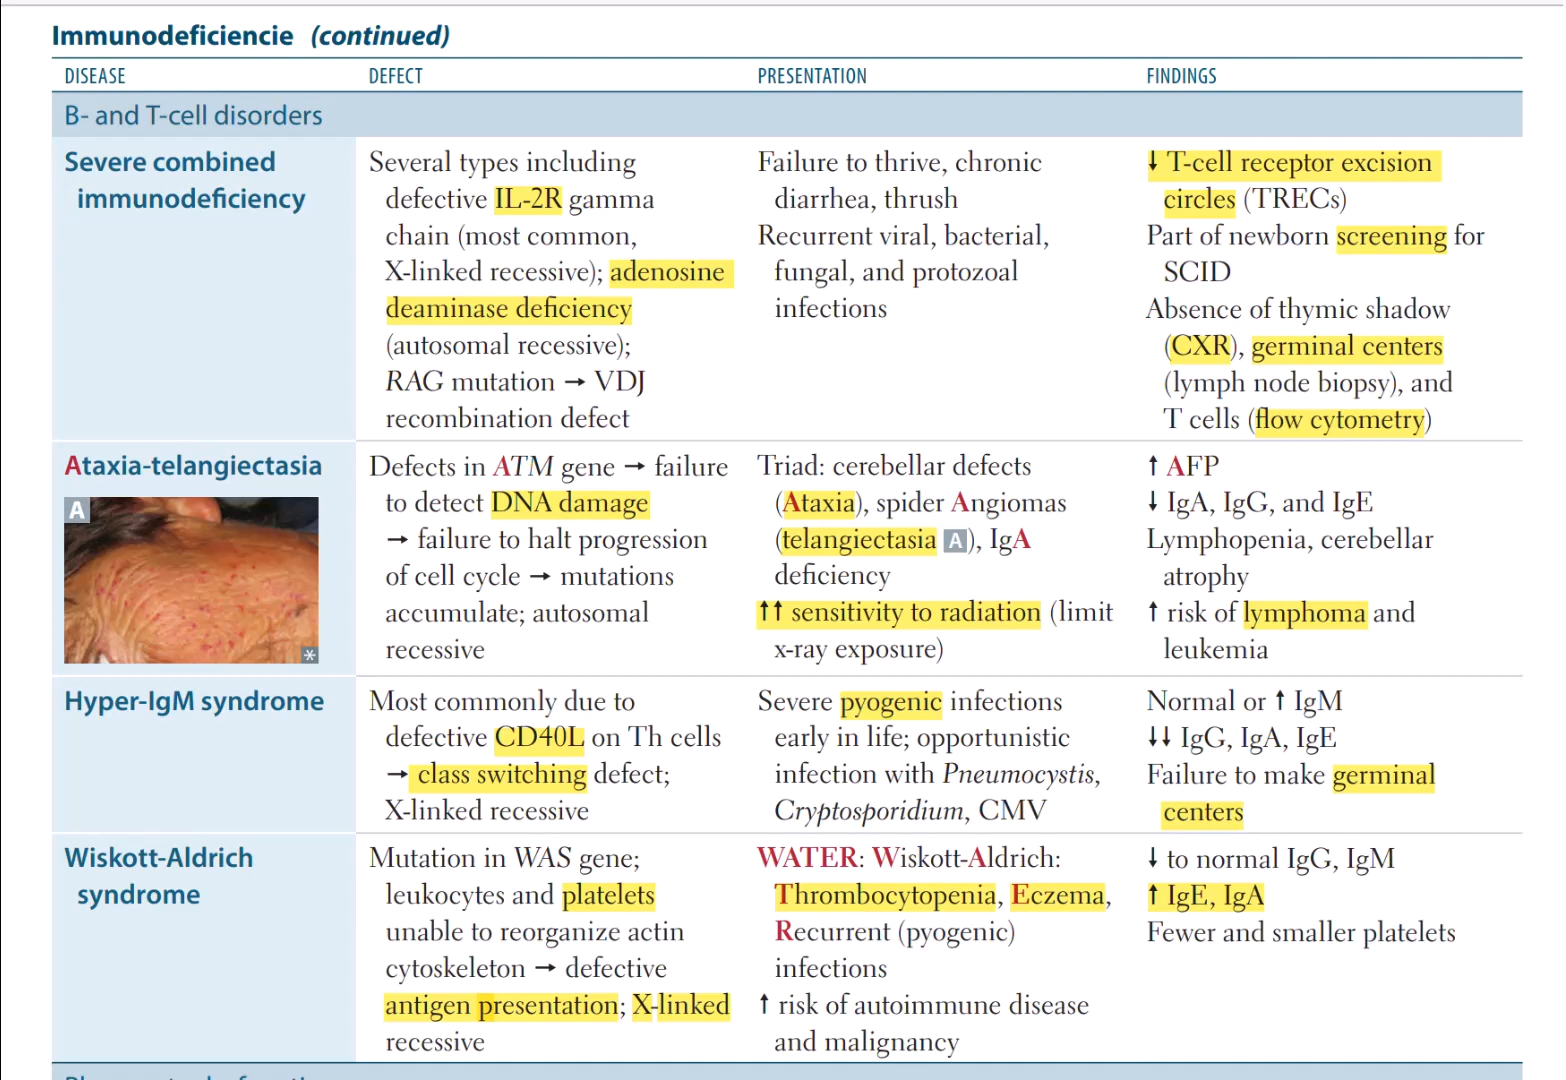 Immunodeficiencie (continued)
DISEASE DEFECT PRESENTATION FINDINGS
B- and T-cell disorders
Severe combined
immunodeficiency
Several types including
defective IL-2R gamma
chain (most common,
X-linked recessive); adenosine
deaminase deficiency
(autosomal recessive);
RAG mutation → VDJ
recombination defect
Failure to thrive, chronic
diarrhea, thrush
Recurrent viral, bacterial,
fungal, and protozoal
infections
↓ T-cell receptor excision
circles (TRECs)
Part of newborn screening for
SCID
Absence of thymic shadow
(CXR), germinal centers
(lymph node biopsy), and
T cells (flow cytometry)
Ataxia-telangiectasia
A
*
Defects in ATM gene → failure
to detect DNA damage
→ failure to halt progression
of cell cycle → mutations
accumulate; autosomal
recessive
Triad: cerebellar defects
(Ataxia), spider Angiomas
(telangiectasia A), IgA
deficiency
↑↑ sensitivity to radiation (limit
x-ray exposure)
↑ AFP
↓ IgA, IgG, and IgE
Lymphopenia, cerebellar
atrophy
↑ risk of lymphoma and
leukemia
Hyper-IgM syndrome
Most commonly due to
defective CD40L on Th cells
→ class switching defect;
X-linked recessive
Severe pyogenic infections
early in life; opportunistic
infection with Pneumocystis,
Cryptosporidium, CMV
Normal or ↑ IgM
↓↓ IgG, IgA, IgE
Failure to make germinal
centers
Wiskott-Aldrich
syndrome
Mutation in WAS gene;
leukocytes and platelets
unable to reorganize actin
cytoskeleton → defective
antigen presentation; X-linked
recessive
WATER: Wiskott-Aldrich:
Thrombocytopenia, Eczema,
Recurrent (pyogenic)
infections
↑ risk of autoimmune disease
and malignancy
↓ to normal IgG, IgM
↑ IgE, IgA
Fewer and smaller platelets